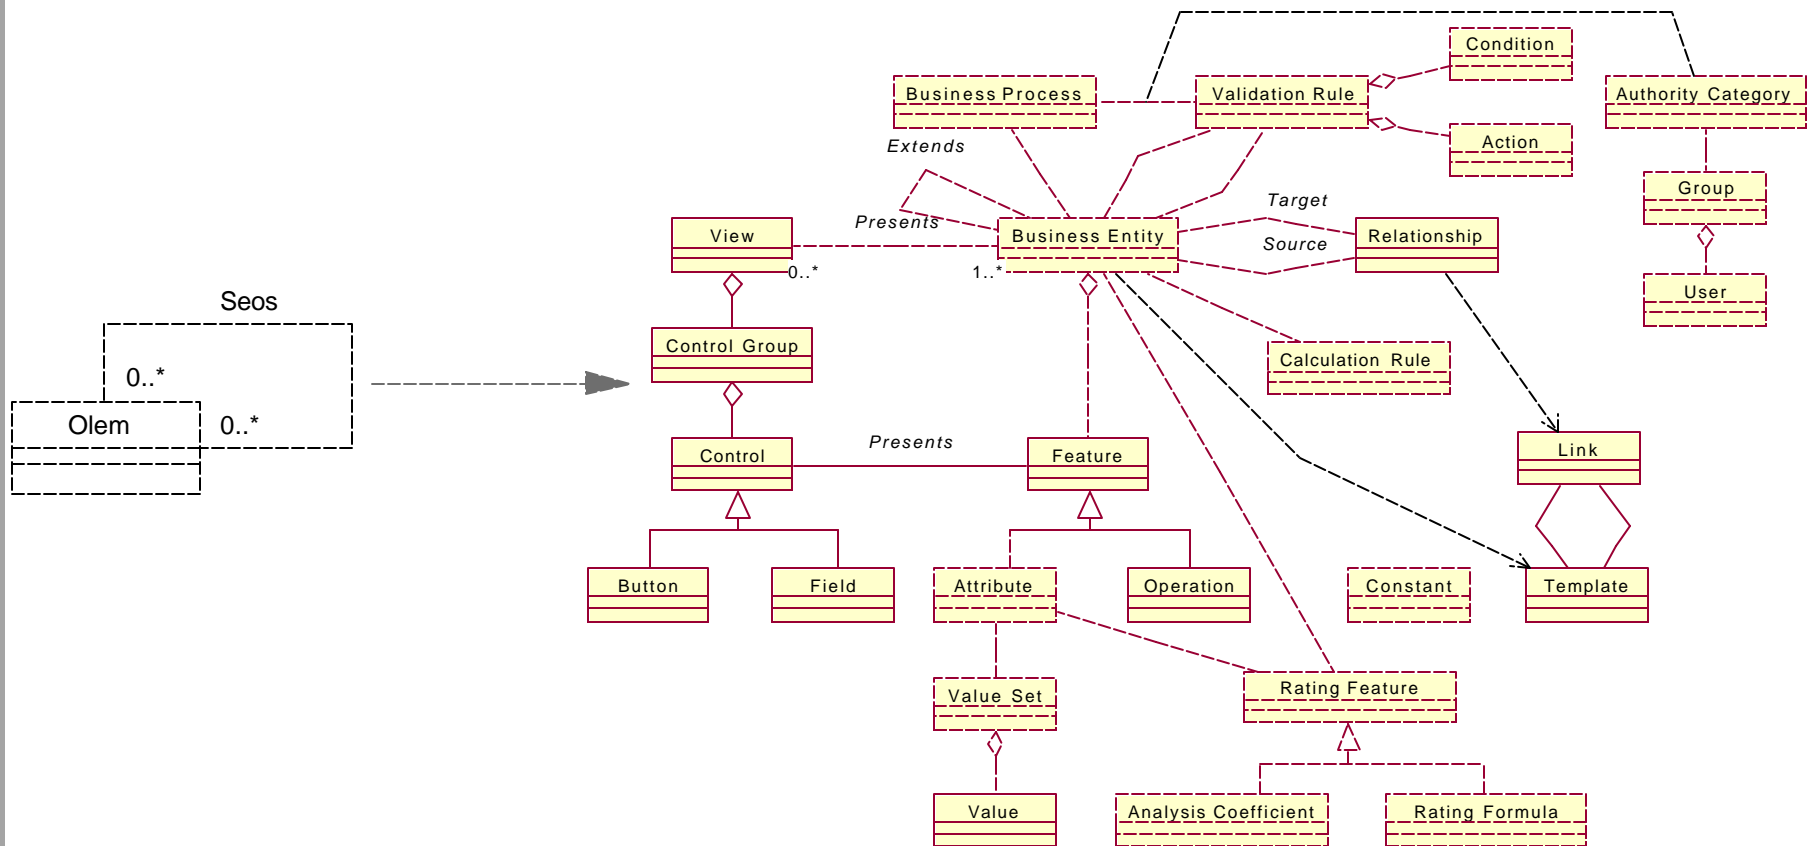 Condition
Business Process
Validation Rule
Authority Category
Action
Extends
Group
Target
Presents
View
Business Entity
Relationship
Source
0..*
1..*
User
Seos
Control Group
Calculation Rule
0..*
Olem
0..*
Presents
Control
Feature
Link
Button
Field
Attribute
Operation
Constant
Template
Value Set
Rating Feature
Value
Analysis Coefficient
Rating Formula